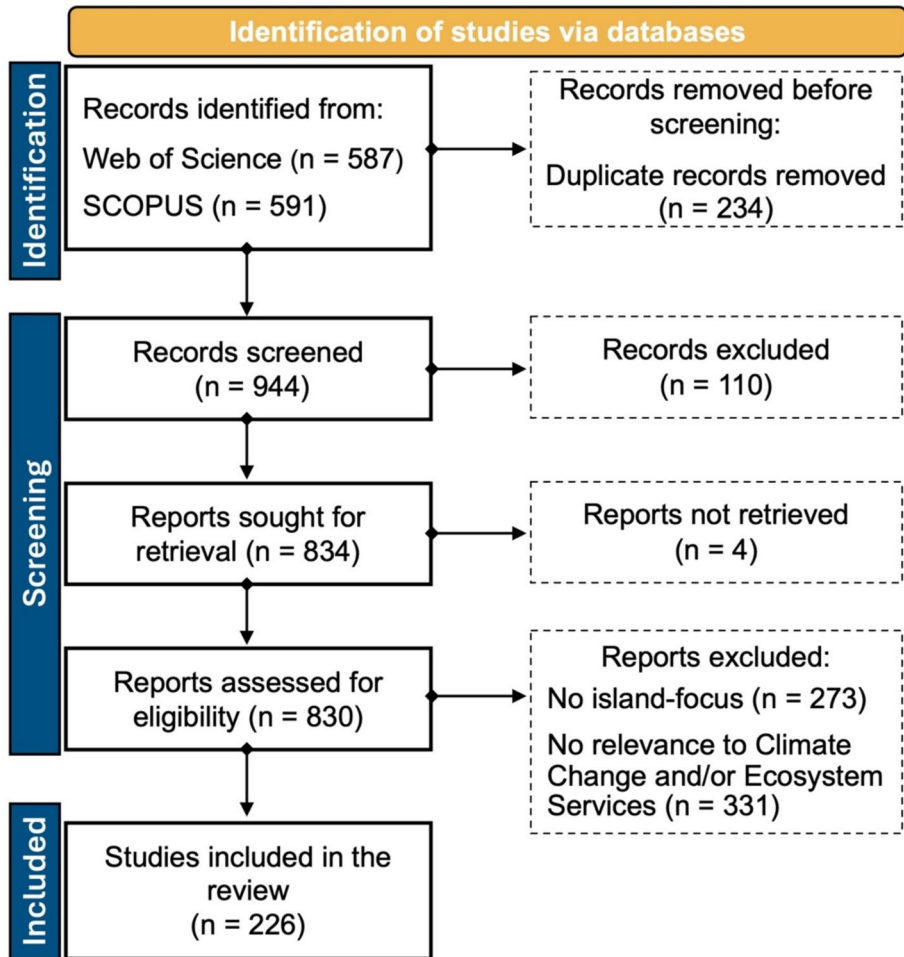 Identification of studies via databases
Identification
Records identified from:
Web of Science (n = 587)
SCOPUS (n = 591)
Records removed before
screening:
Duplicate records removed
(n = 234)
Screening
Records screened
(n = 944)
Records excluded
(n = 110)
Reports sought for
retrieval (n = 834)
Reports not retrieved
(n = 4)
Reports assessed for
eligibility (n = 830)
Reports excluded:
No island-focus (n = 273)
No relevance to Climate
Change and/or Ecosystem
Services (n = 331)
Included
Studies included in the
review
(n = 226)